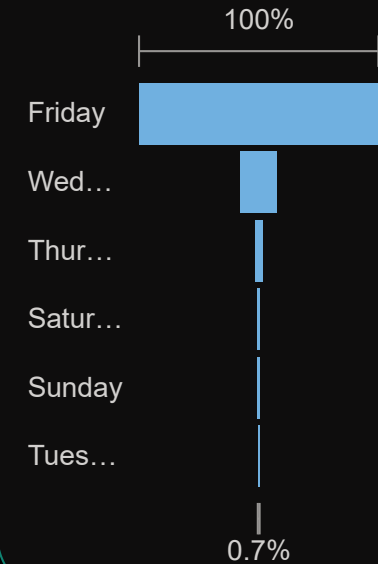 100%
Friday
Wed…
Thur…
Satur…
Sunday
Tues…
0.7%